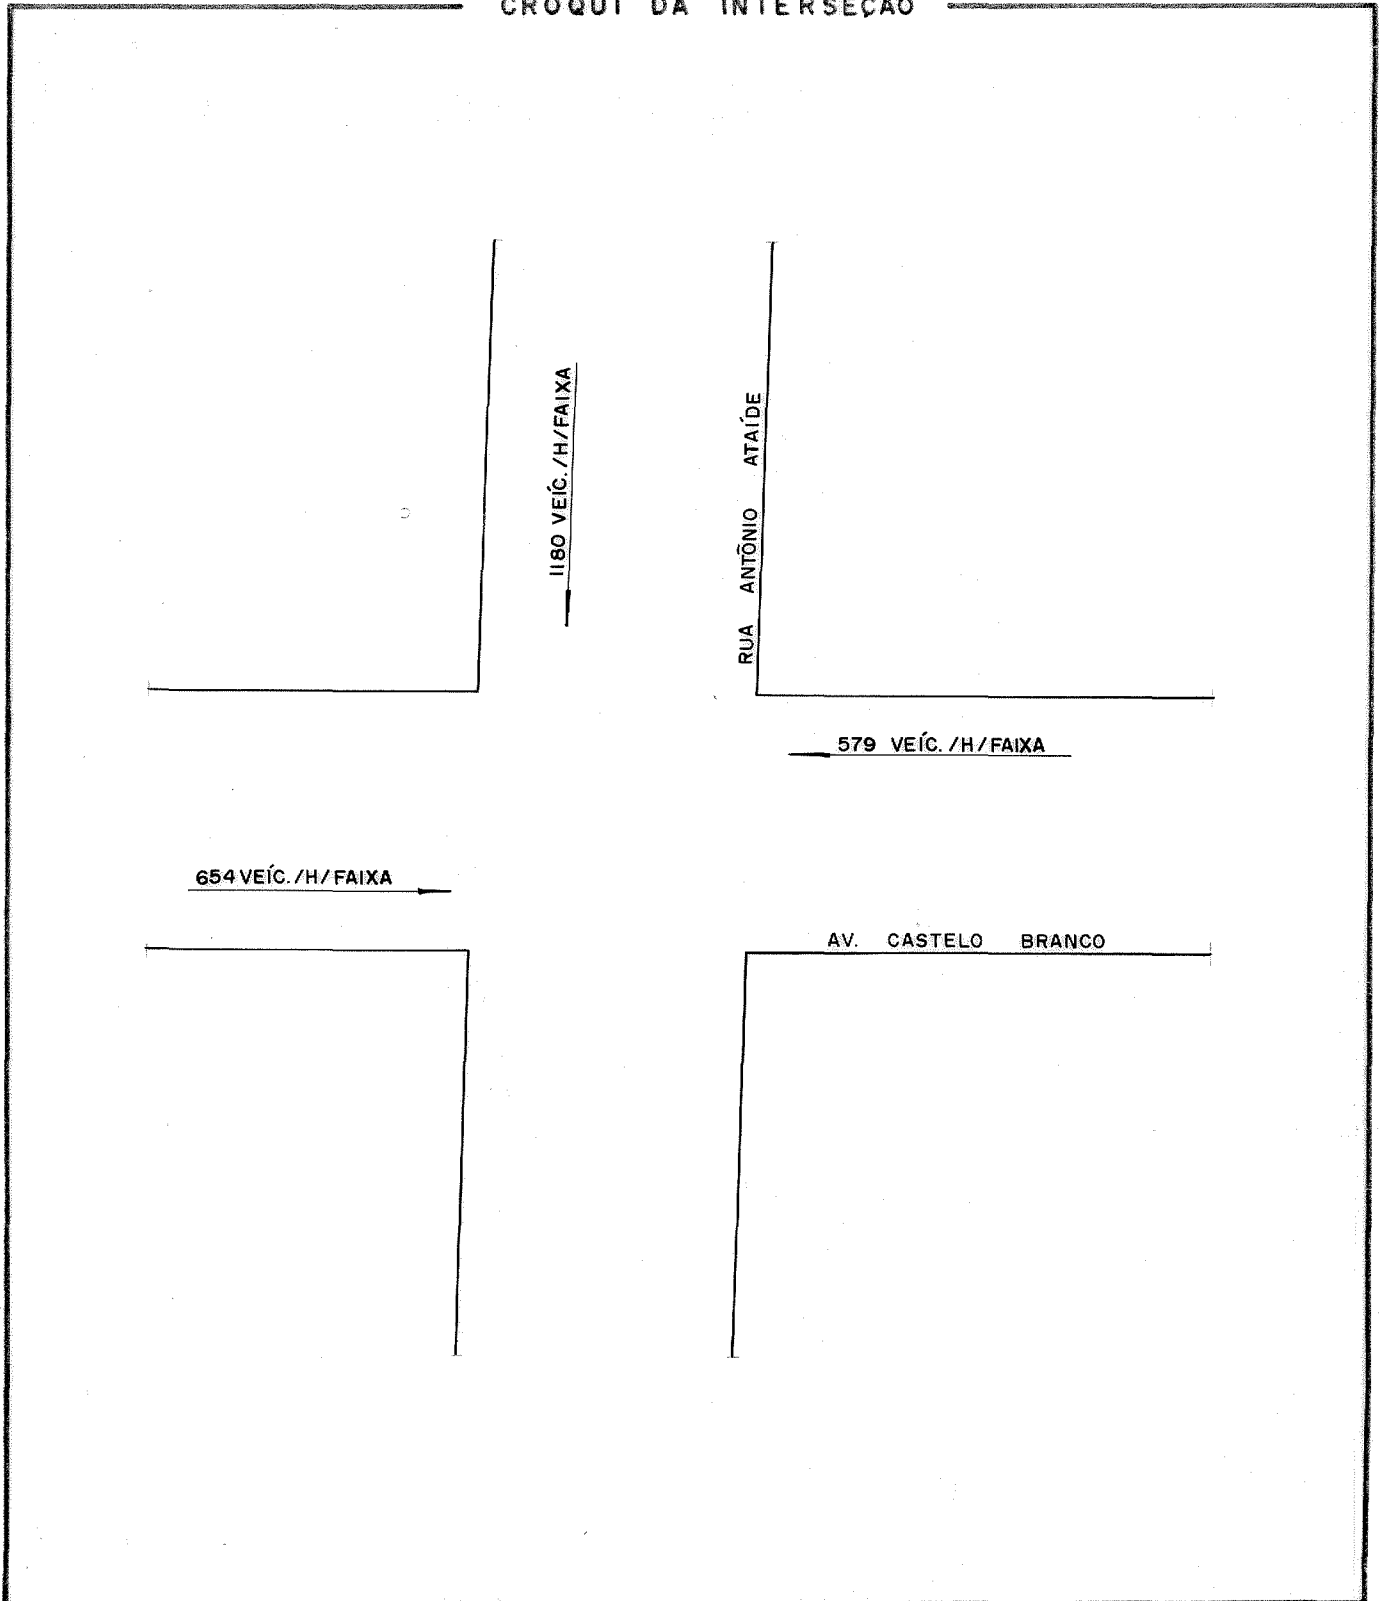 CROQUI DA INTERSEÇÃO
1180 VEÍC./H/FAIXA
RUA ANTÔNIO ATAÍDE
579 VEÍC./H/FAIXA
654 VEÍC./H/FAIXA
AV. CASTELO BRANCO